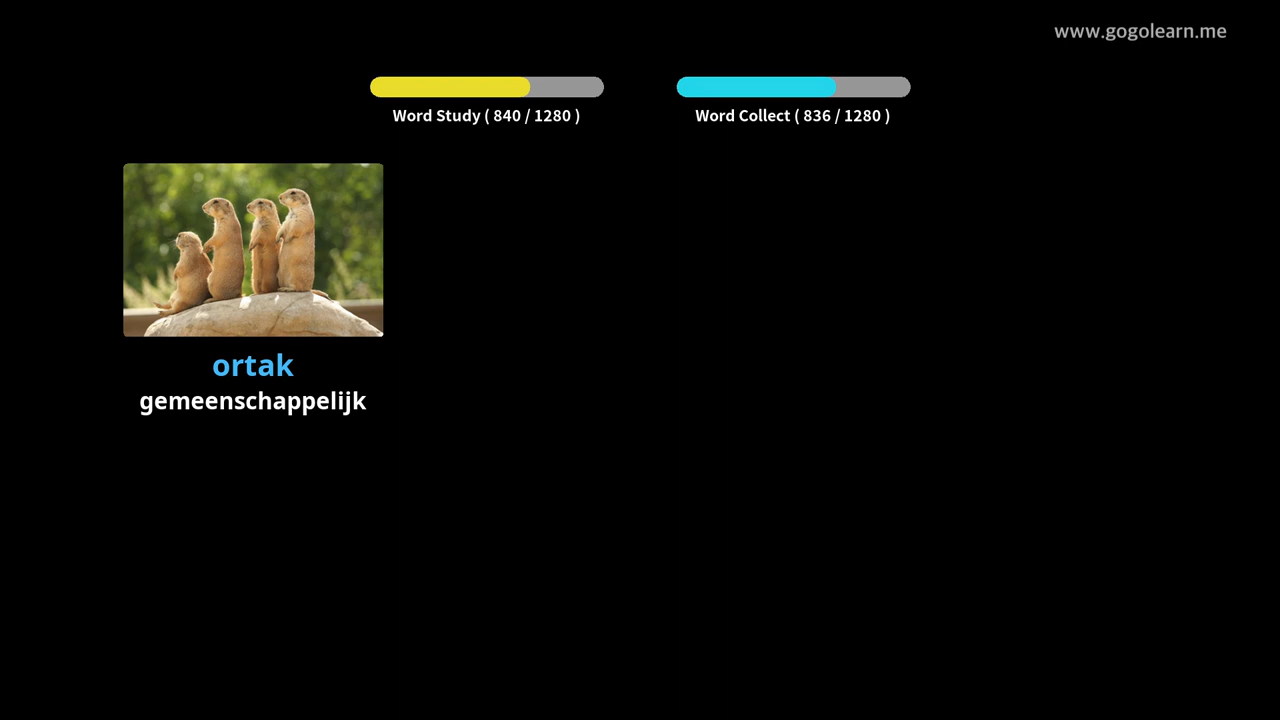 www.gogolearn.me
Word Study ( 840 / 1280 )
Word Collect ( 836 / 1280 )
ortak
gemeenschappelijk